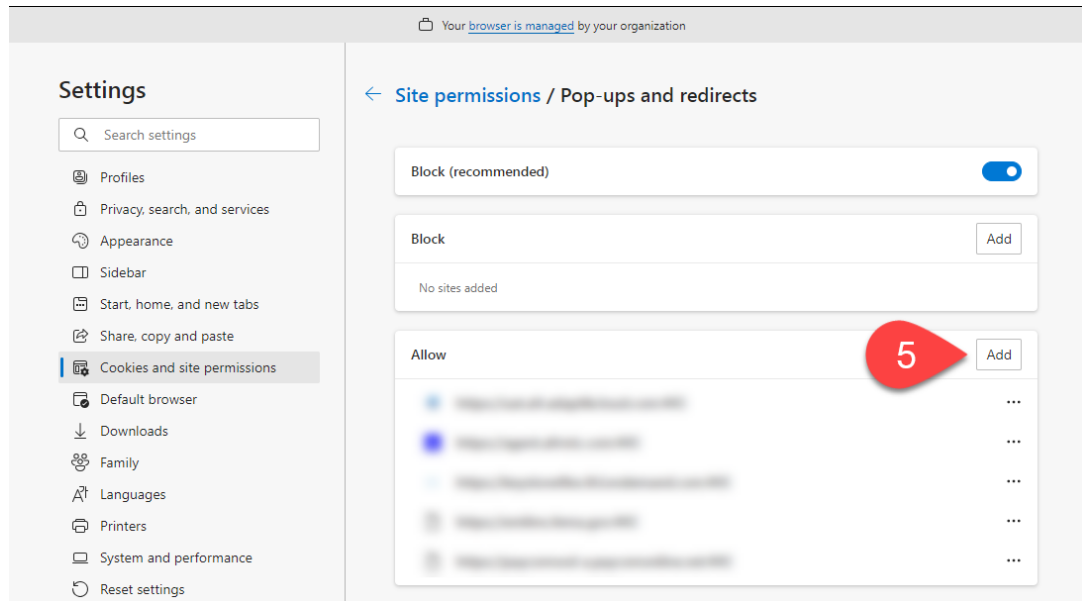 Your browser is managed by your organization
Settings
Search settings
Profiles
Privacy, search, and services
Appearance
Sidebar
Start, home, and new tabs
Share, copy and paste
Cookies and site permissions
Default browser
Downloads
Family
Languages
Printers
System and performance
Reset settings
Site permissions / Pop-ups and redirects
Block (recommended)
Block
Add
No sites added
Allow
5
Add